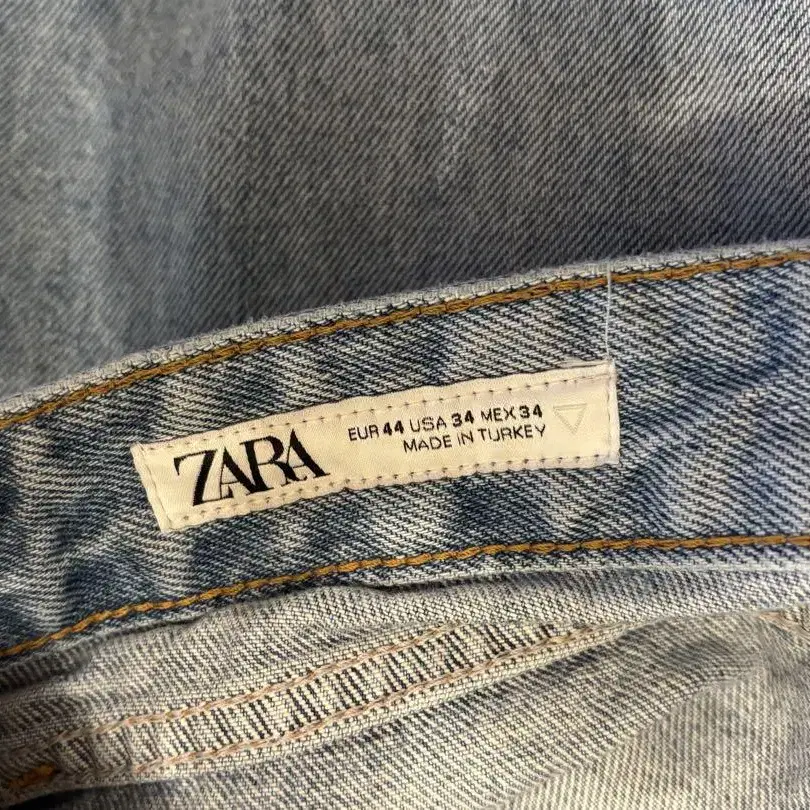 ZARA
EUR 44 USA 34 MEX 34
MADE IN TURKEY